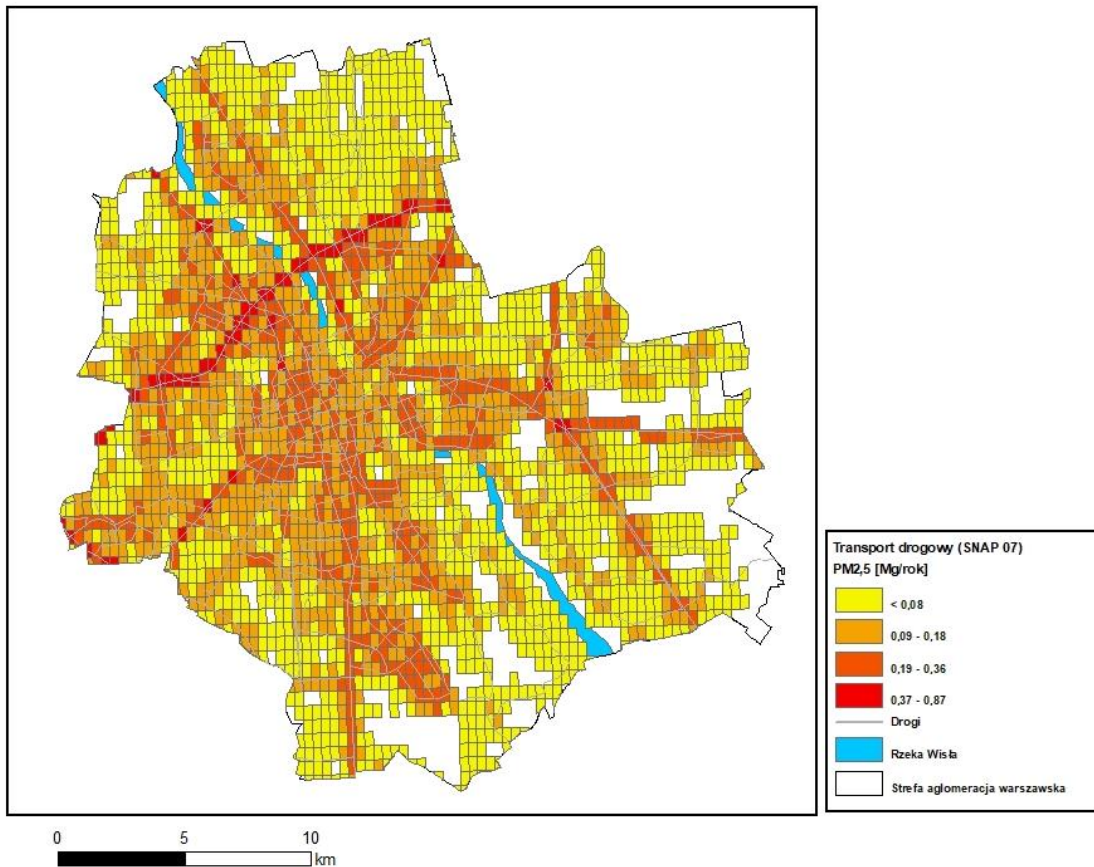 Transport drogowy (SNAP 07)
PM2,5 [Mg/rok]
< 0,08
0,09 - 0,18
0,19 - 0,36
0,37 - 0,87
Drogi
Rzeka Wisła
Strefa aglomeracja warszawska
0 5 10
km